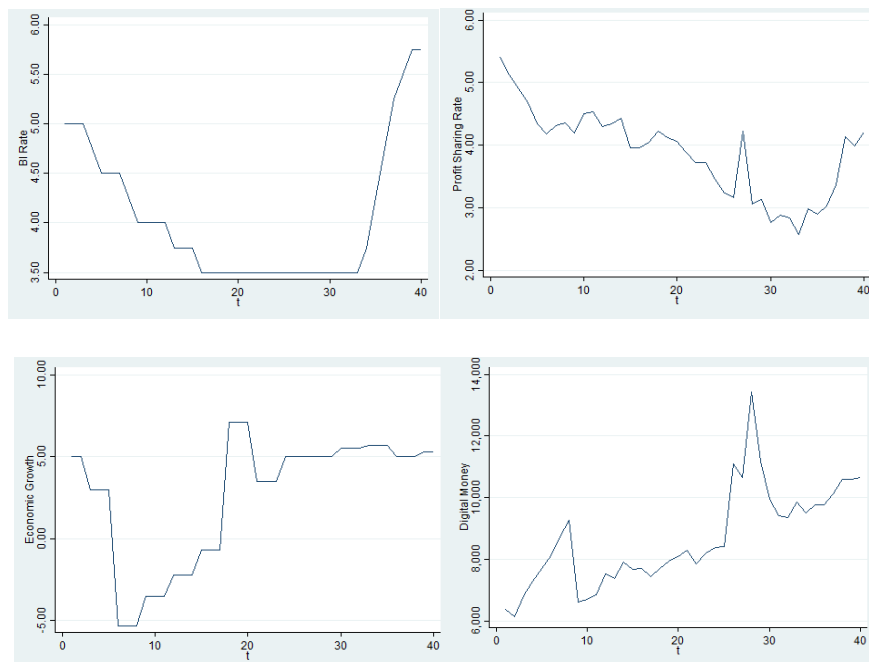 BI Rate
6.00
5.50
5.00
4.50
4.00
3.50
0 10 20 30 40
t
Profit Sharing Rate
6.00
5.00
4.00
3.00
2.00
0 10 20 30 40
t
Economic Growth
10.00
5.00
0.00
-5.00
0 10 20 30 40
t
Digital Money
14,000
12,000
10,000
8,000
6,000
0 10 20 30 40
t